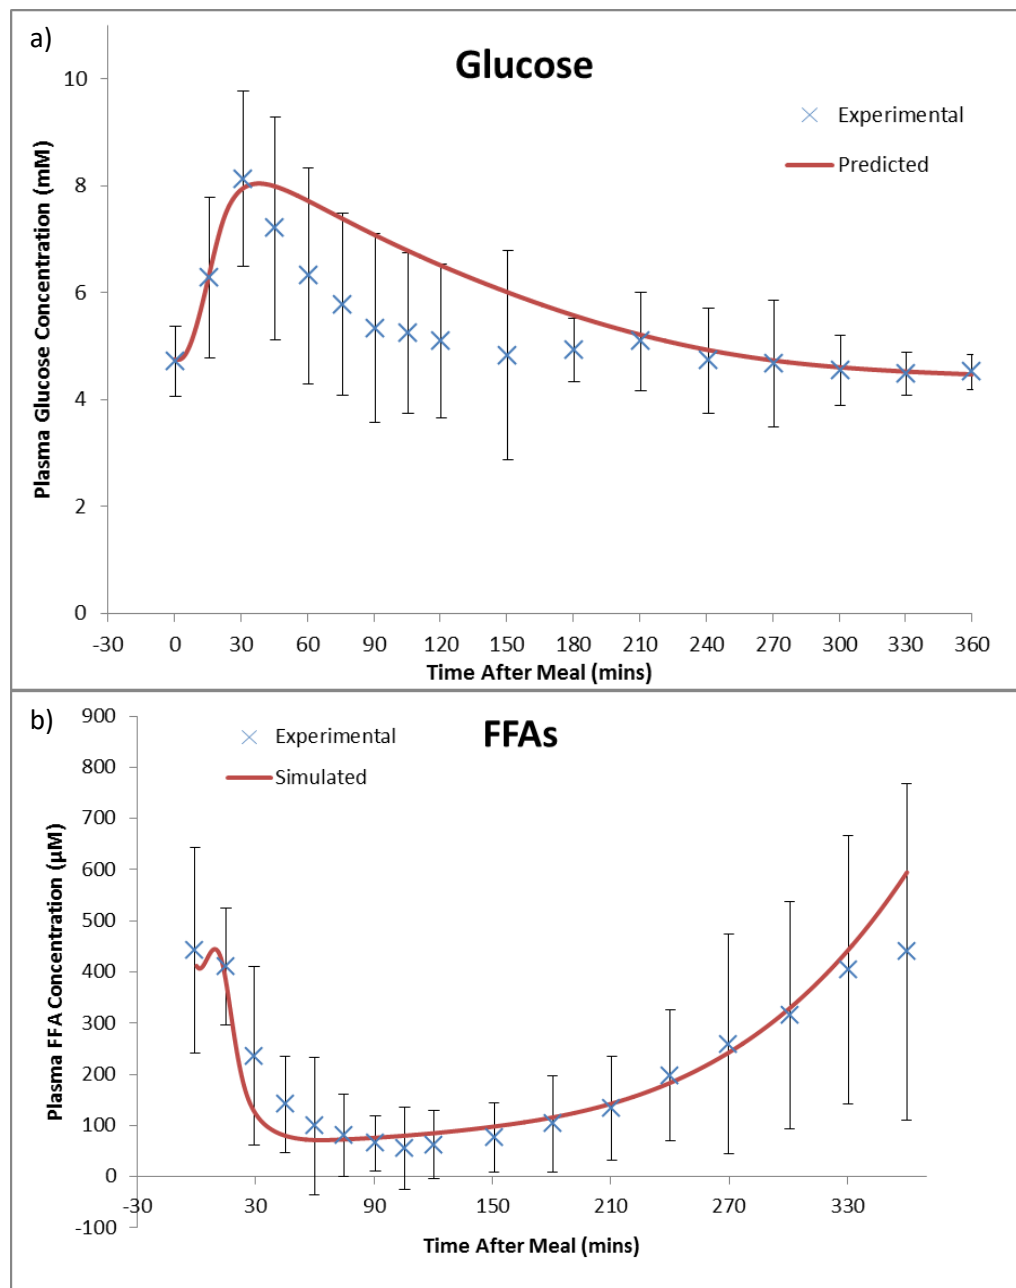 a)
Glucose
Plasma Glucose Concentration (mM)
10
8
6
4
2
0
Experimental
Predicted
-30 0 30 60 90 120 150 180 210 240 270 300 330 360
Time After Meal (mins)
b)
FFAs
Experimental
Simulated
Plasma FFA Concentration (μM)
900
800
700
600
500
400
300
200
100
0
-100
-30 30 90 150 210 270 330
Time After Meal (mins)